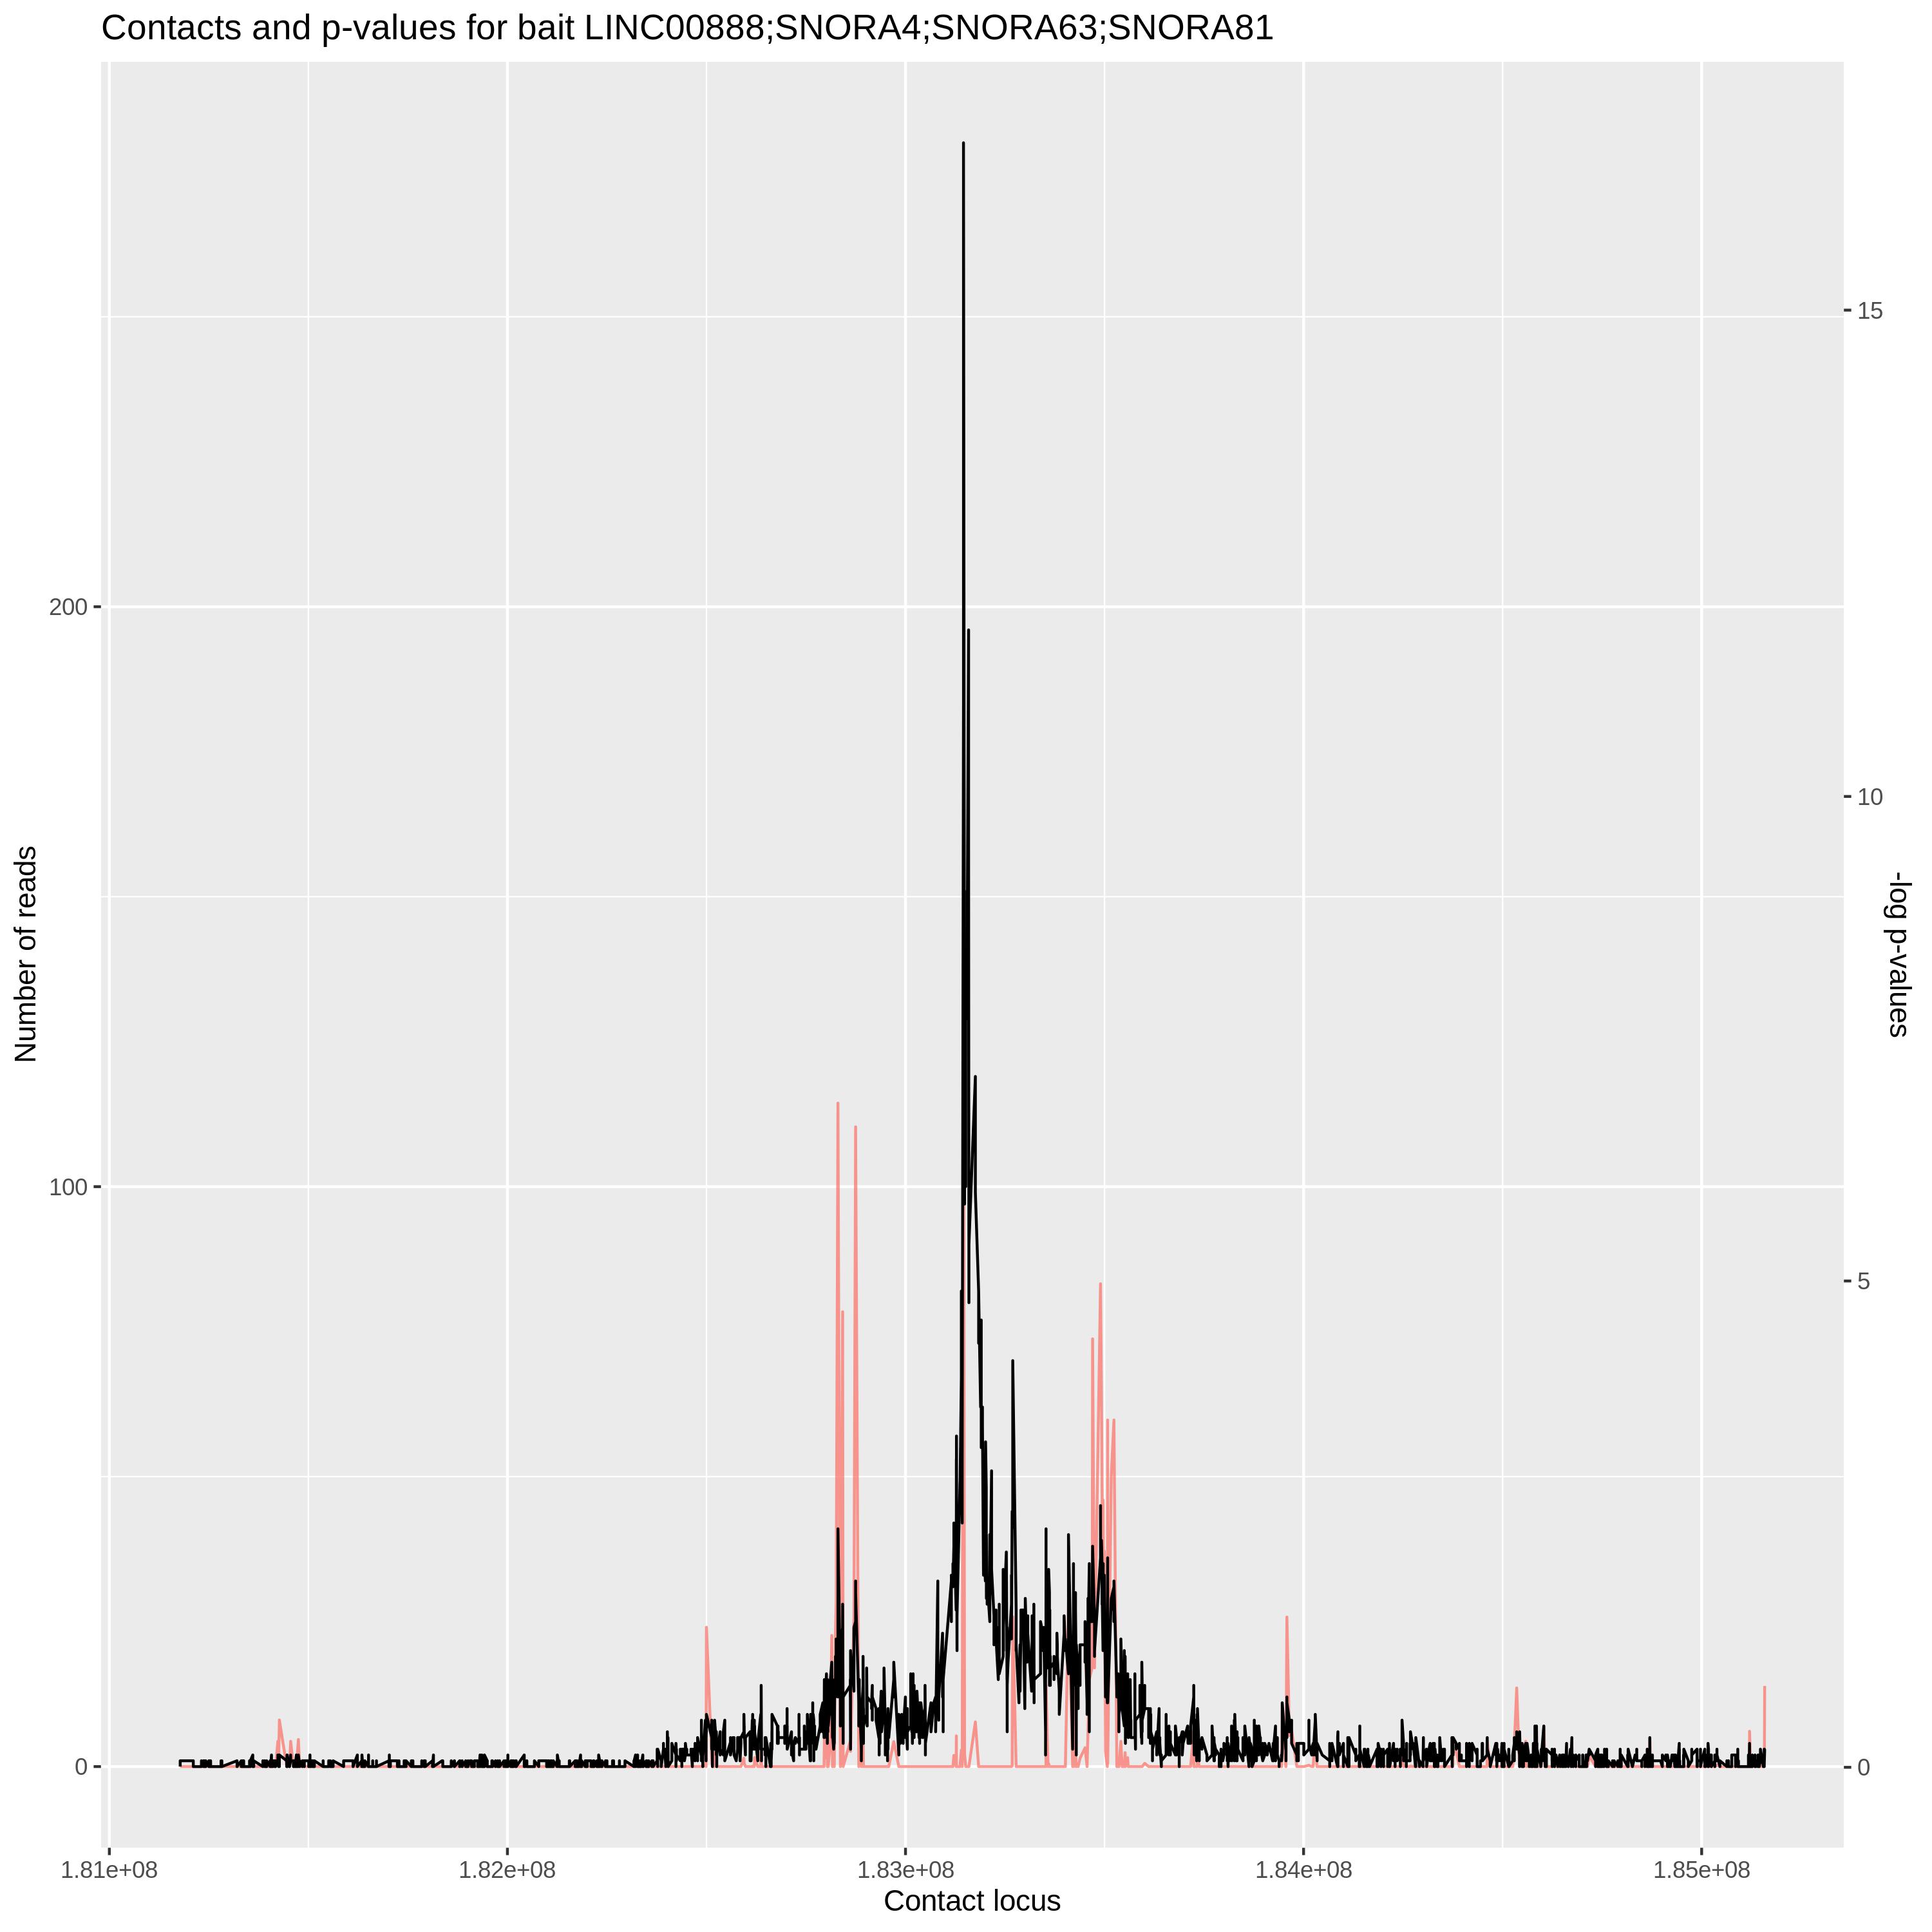 Contacts and p-values for bait LINC00888;SNORA4;SNORA63;SNORA81
Number of reads
200
100
0
15
10
5
0
-log p-values
1.81e+08 1.82e+08 1.83e+08 1.84e+08 1.85e+08
Contact locus